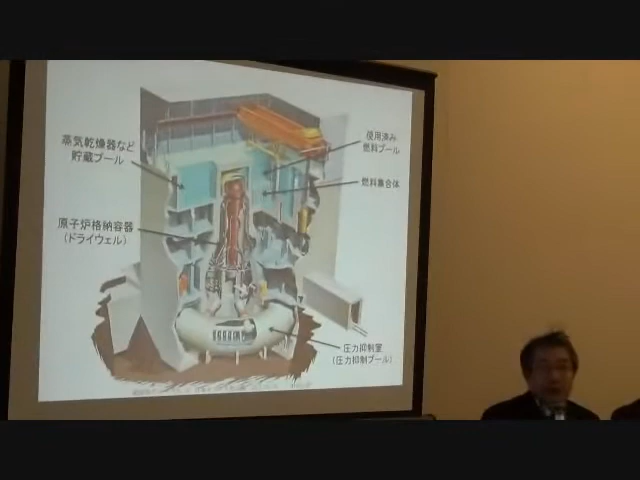 蒸気乾燥器など
貯蔵プール
使用済み
燃料プール
燃料集合体
原子炉格納容器
(ドライウェル)
圧力抑制室
(圧力抑制プール)